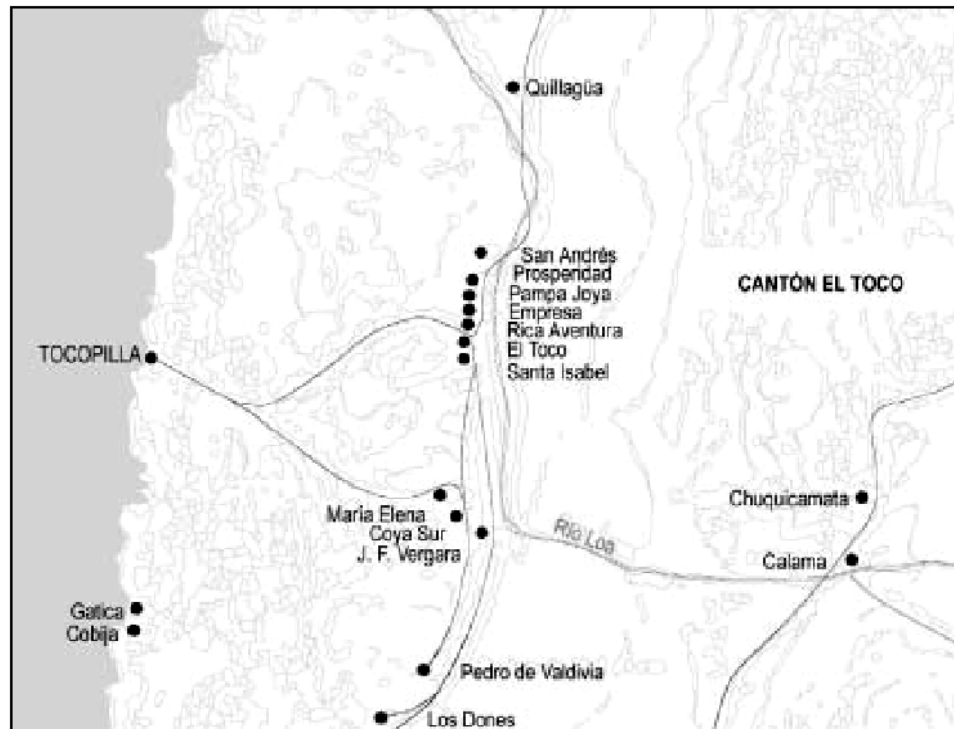 Quillagüa
San Andrés
Prosperidad
Pampa Joya
Empresa
Rica Aventura
El Toco
Santa Isabel
CANTÓN EL TOCO
TOCOPILLA
María Elena
Coya Sur
J. F. Vergara
Río Loa
Chuquicamata
Calama
Gatica
Cobija
Pedro de Valdivia
Los Dones